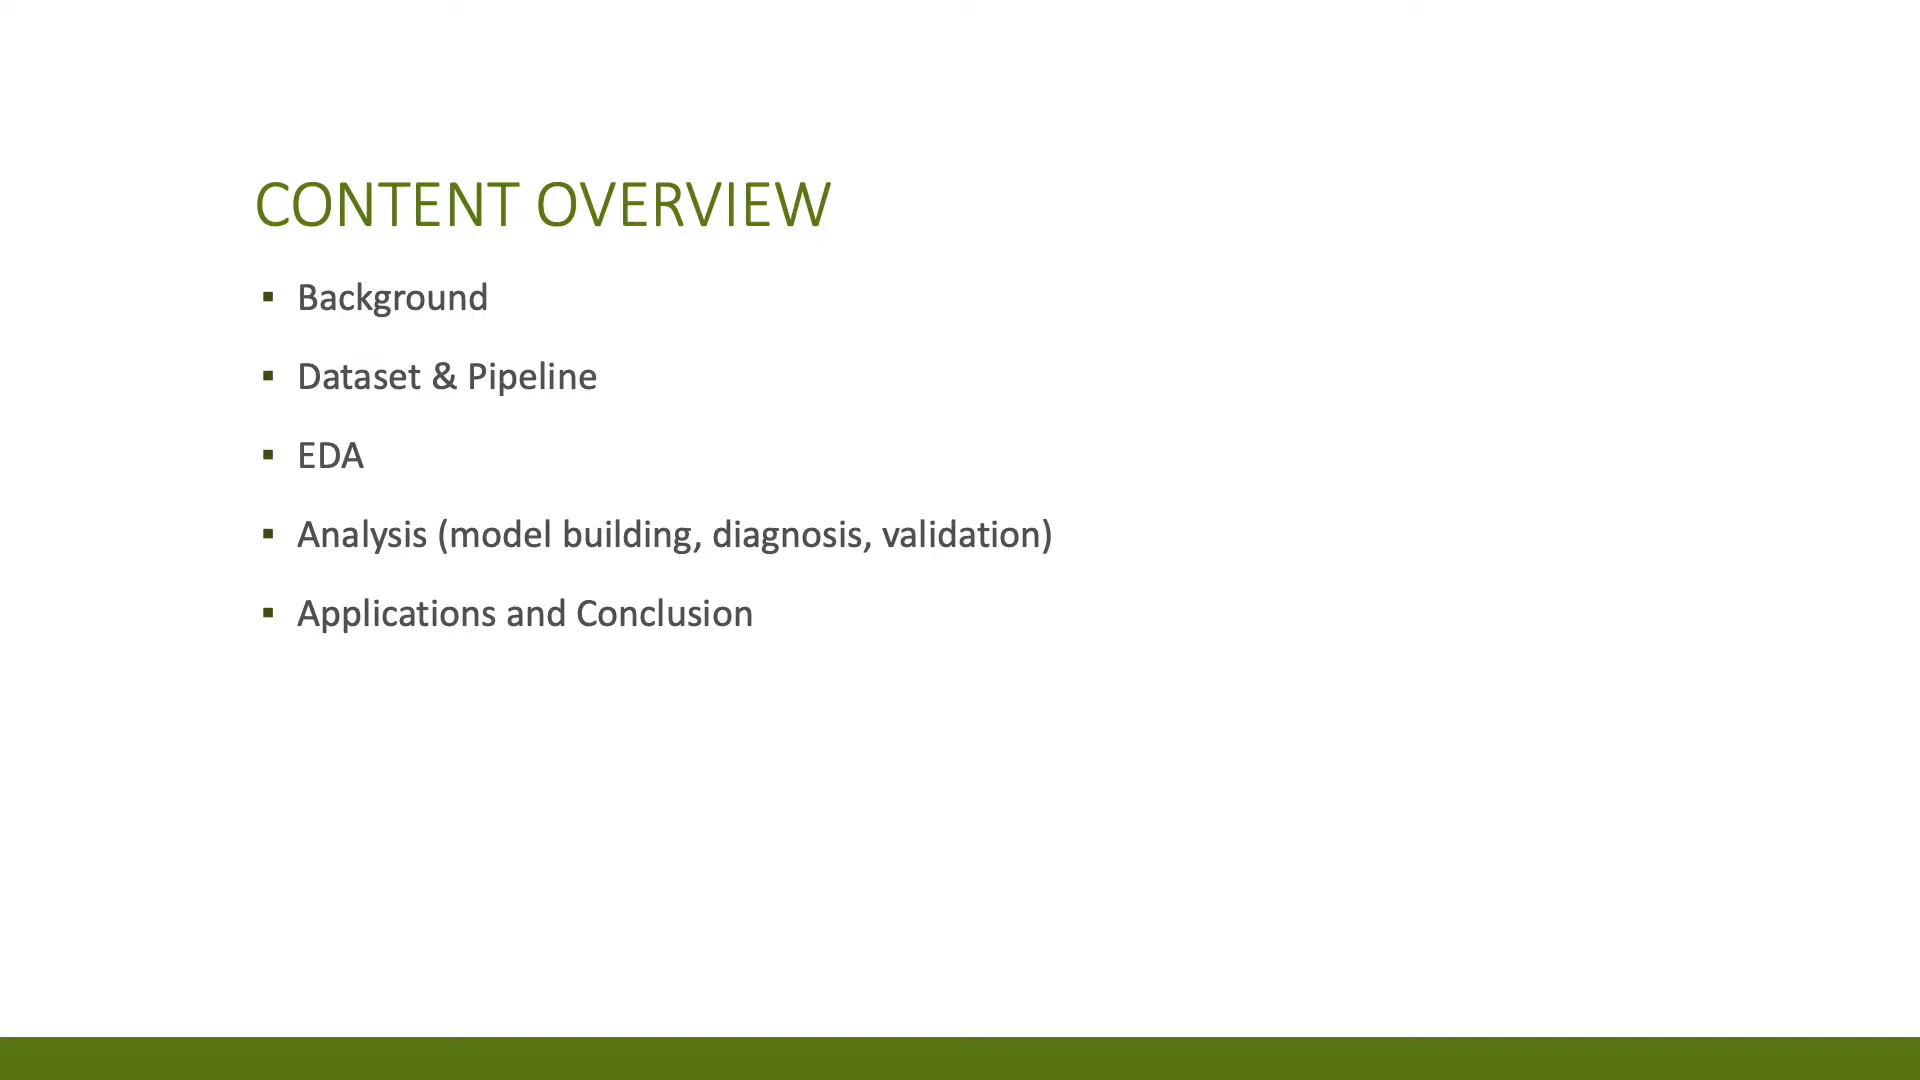 CONTENT OVERVIEW
▪ Background
▪ Dataset & Pipeline
▪ EDA
▪ Analysis (model building, diagnosis, validation)
▪ Applications and Conclusion